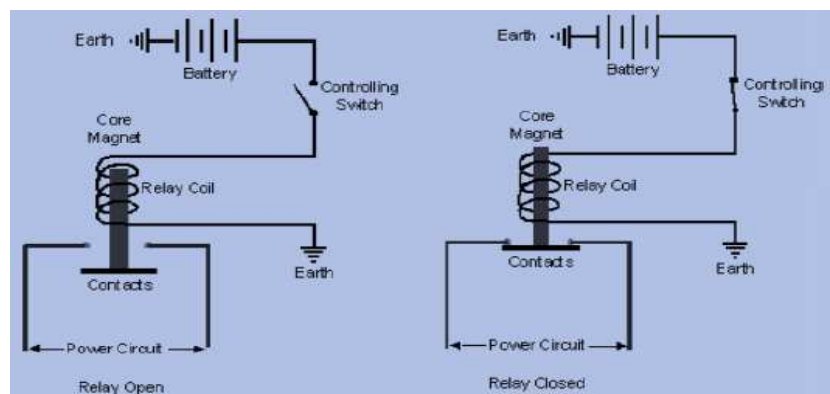 Earth
Battery
Controlling
Switch
Core
Magnet
Relay Coil
Earth
Contacts
Power Circuit
Relay Open
Earth
Battery
Controlling
Switch
Core
Magnet
Relay Coil
Earth
Contacts
Power Circuit
Relay Closed